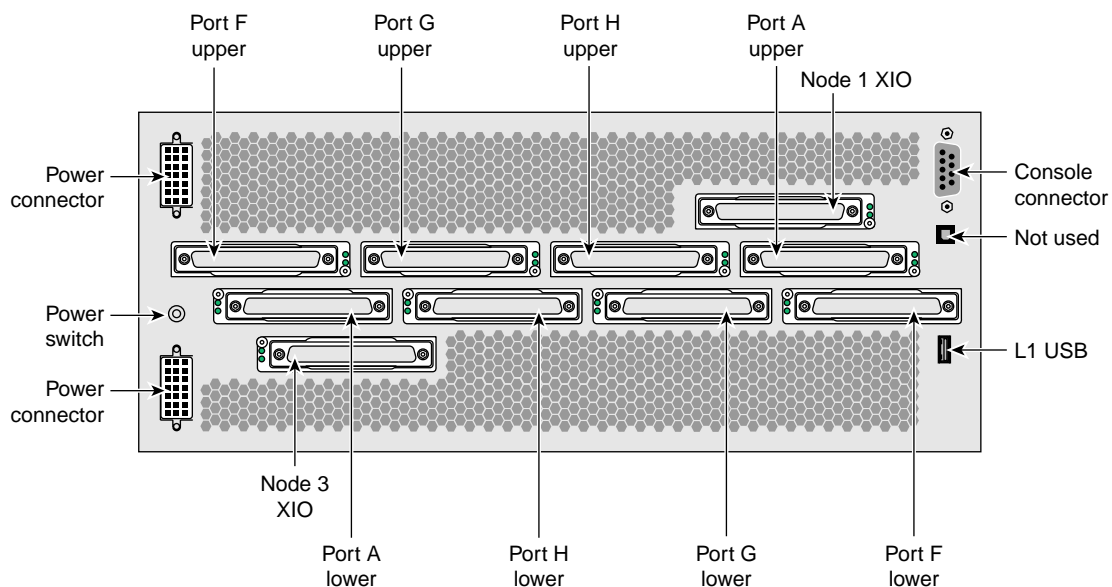 Port F
upper
Port G
upper
Port H
upper
Port A
upper
Node 1 XIO
Power
connector
Console
connector
Not used
Power
switch
L1 USB
Power
connector
Node 3
XIO
Port A
lower
Port H
lower
Port G
lower
Port F
lower